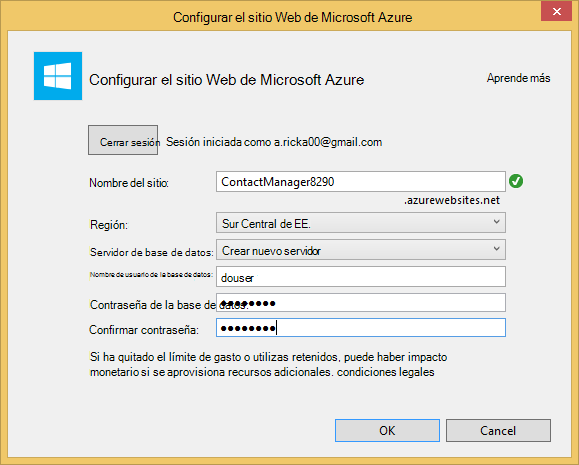 Configurar el sitio Web de Microsoft Azure
Configurar el sitio Web de Microsoft Azure
Aprende más
Cerrar sesión Sesión iniciada como a.ricka00@gmail.com
Nombre del sitio: ContactManager8290
.azurewebsites.net
Región: Sur Central de EE.
Servidor de base de datos: Crear nuevo servidor
Nombre de usuario de la base de datos: douser
Contraseña de la base de datos: ●●●●●●●●
Confirmar contraseña: ●●●●●●●●
Si ha quitado el límite de gasto o utilizas retenidos, puede haber impacto
monetario si se aprovisiona recursos adicionales. condiciones legales
OK Cancel